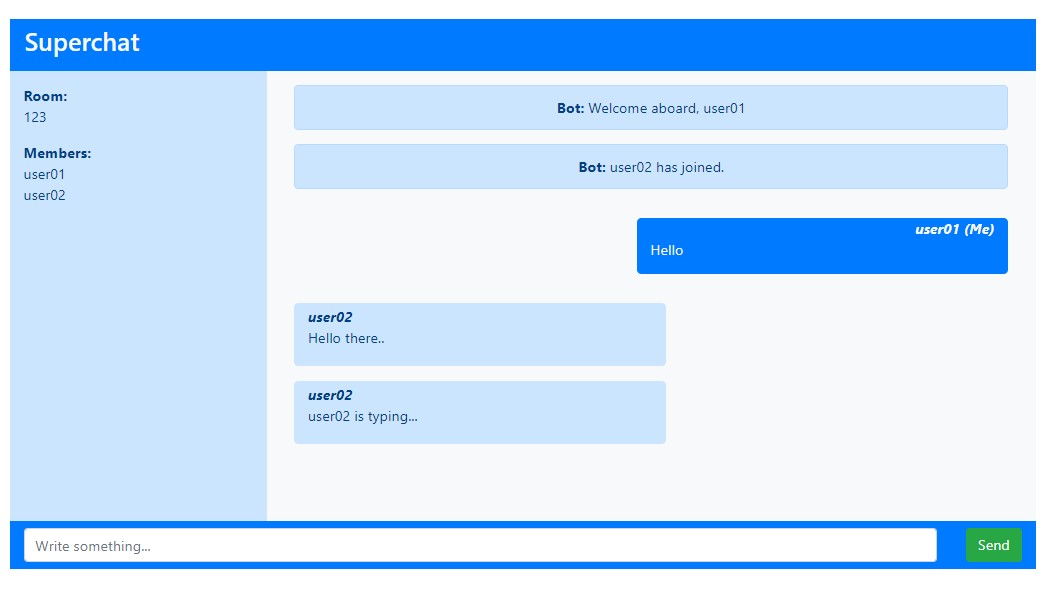 Superchat
Room:
123
Members:
user01
user02
Bot: Welcome aboard, user01
Bot: user02 has joined.
user01 (Me)
Hello
user02
Hello there..
user02
user02 is typing...
Write something...
Send